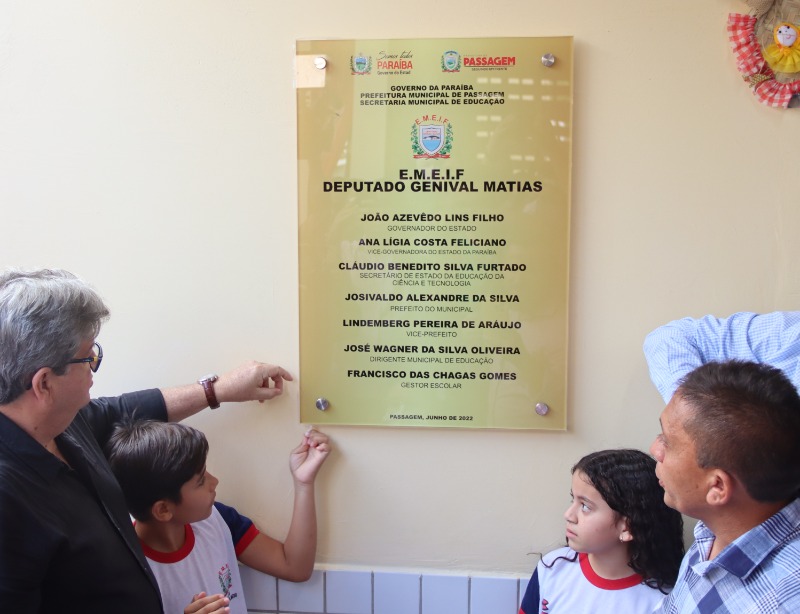 Somos todos
PARAÍBA
Governo do Estado
PASSAGEM
GOVERNO DA PARAÍBA
PREFEITURA MUNICIPAL DE PASSAGEM
SECRETARIA MUNICIPAL DE EDUCAÇÃO
E.M.E.I.F
E.M.E.I.F
DEPUTADO GENIVAL MATIAS
JOÃO AZEVÊDO LINS FILHO
GOVERNADOR DO ESTADO
ANA LÍGIA COSTA FELICIANO
VICE-GOVERNADORA DO ESTADO DA PARAÍBA
CLÁUDIO BENEDITO SILVA FURTADO
SECRETÁRIO DE ESTADO DA EDUCAÇÃO DA
CIÊNCIA E TECNOLOGIA
JOSIVALDO ALEXANDRE DA SILVA
PREFEITO DO MUNICIPAL
LINDEMBERG PEREIRA DE ARAÚJO
VICE-PREFEITO
JOSÉ WAGNER DA SILVA OLIVEIRA
DIRIGENTE MUNICIPAL DE EDUCAÇÃO
FRANCISCO DAS CHAGAS GOMES
GESTOR ESCOLAR
PASSAGEM, JUNHO DE 2022